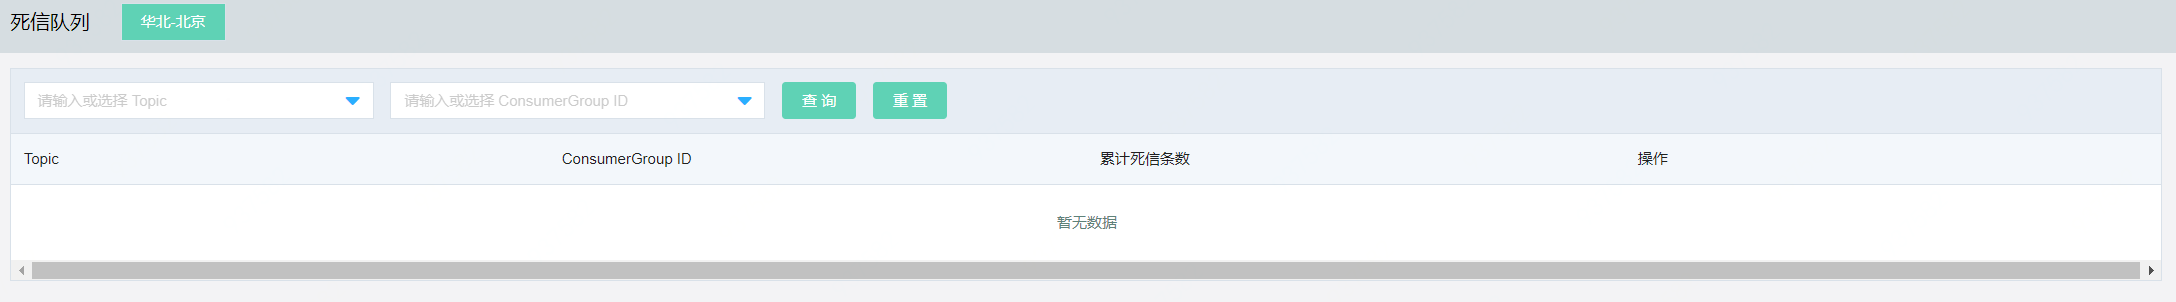 死信队列 华北-北京
请输入或选择 Topic 请输入或选择 ConsumerGroup ID 查 询 重 置
Topic ConsumerGroup ID 累计死信条数 操作
暂无数据